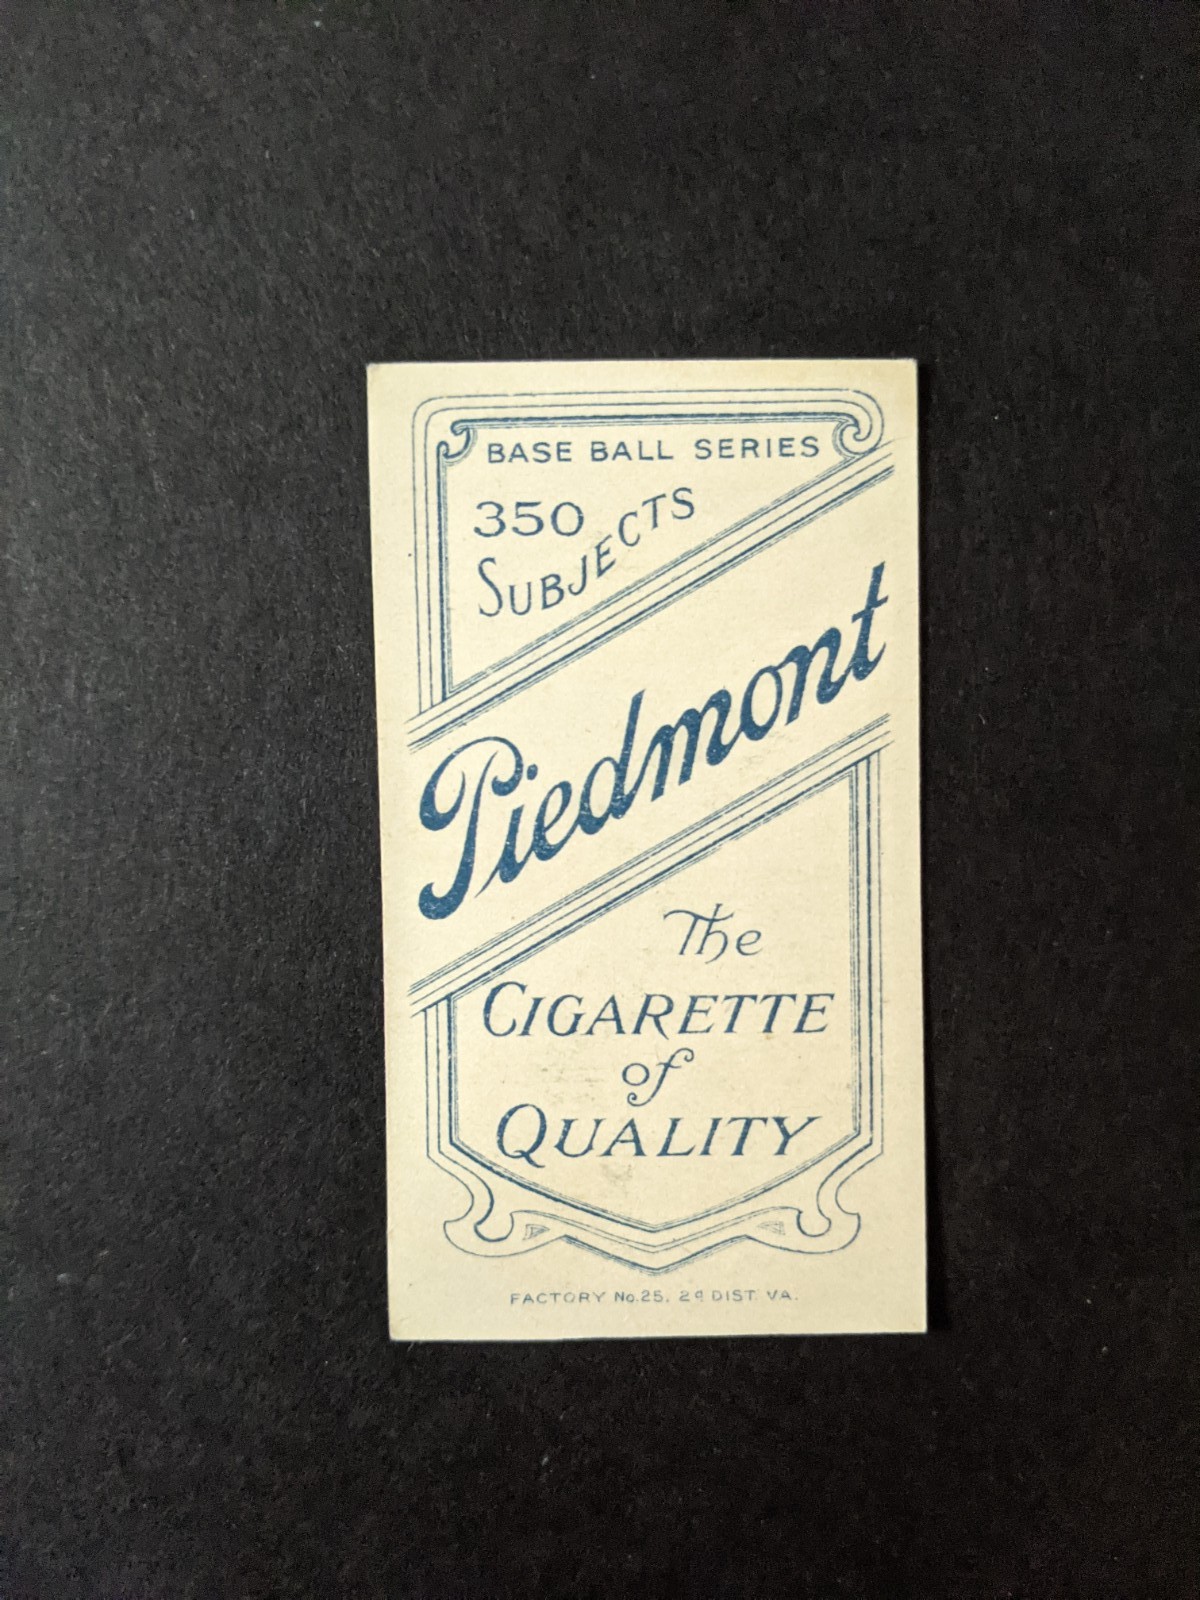 BASE BALL SERIES
350
SUBJECTS
Piedmont
The
CIGARETTE
of
QUALITY
FACTORY No.25, 2d DIST. VA.